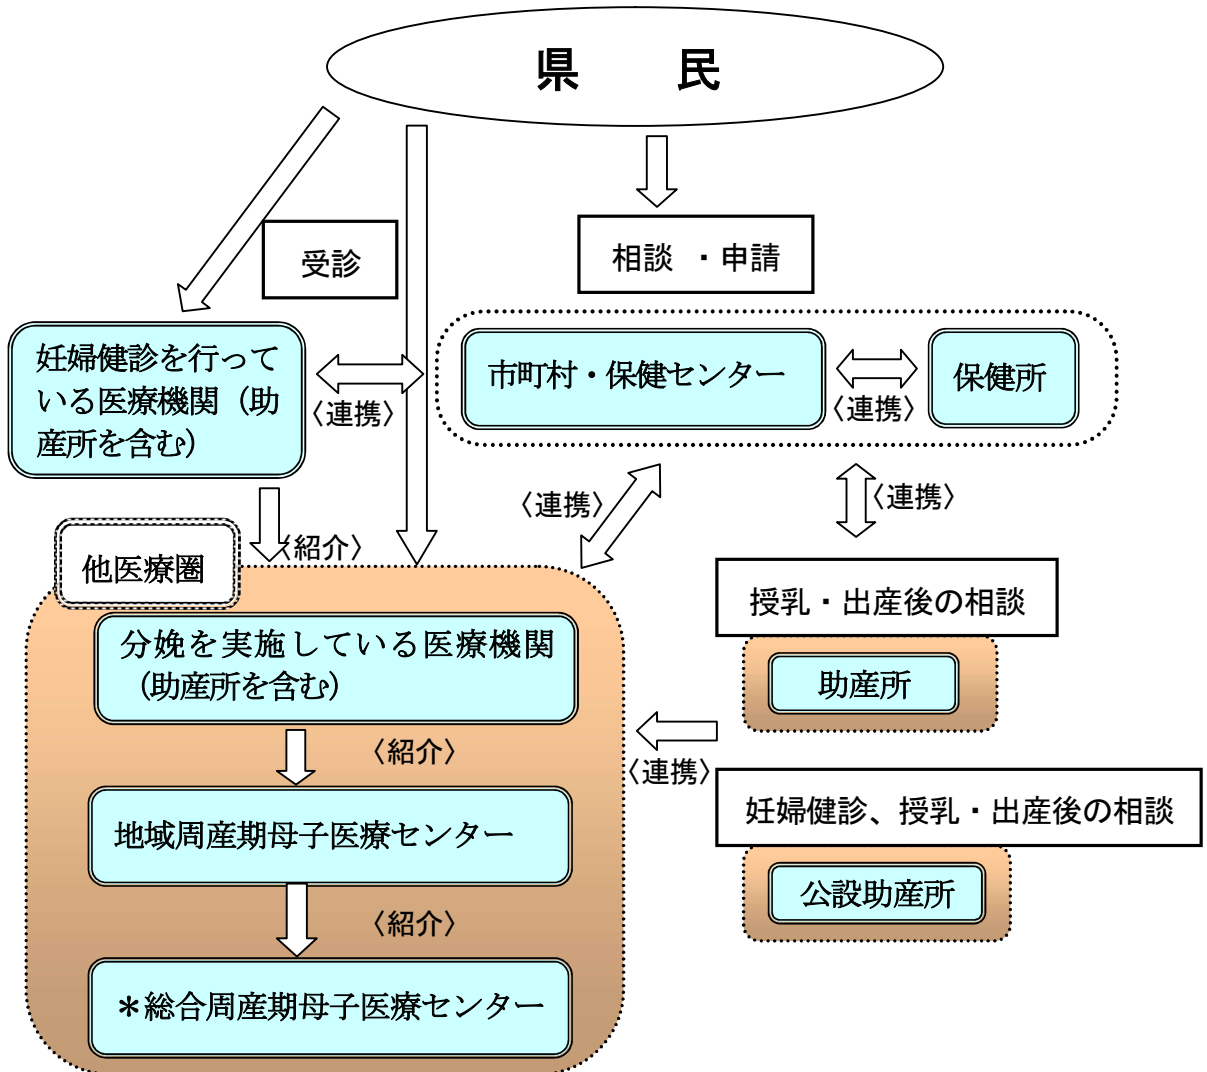 県　　民
受診
相談 ・申請
妊婦健診を行って
いる医療機関（助
産所を含む）
〈連携〉
市町村・保健センター
〈連携〉
保健所
〈連携〉
〈連携〉
〈紹介〉
他医療圏
分娩を実施している医療機関
（助産所を含む）
〈紹介〉
地域周産期母子医療センター
〈紹介〉
＊総合周産期母子医療センター
授乳・出産後の相談
助産所
〈連携〉
妊婦健診、授乳・出産後の相談
公設助産所